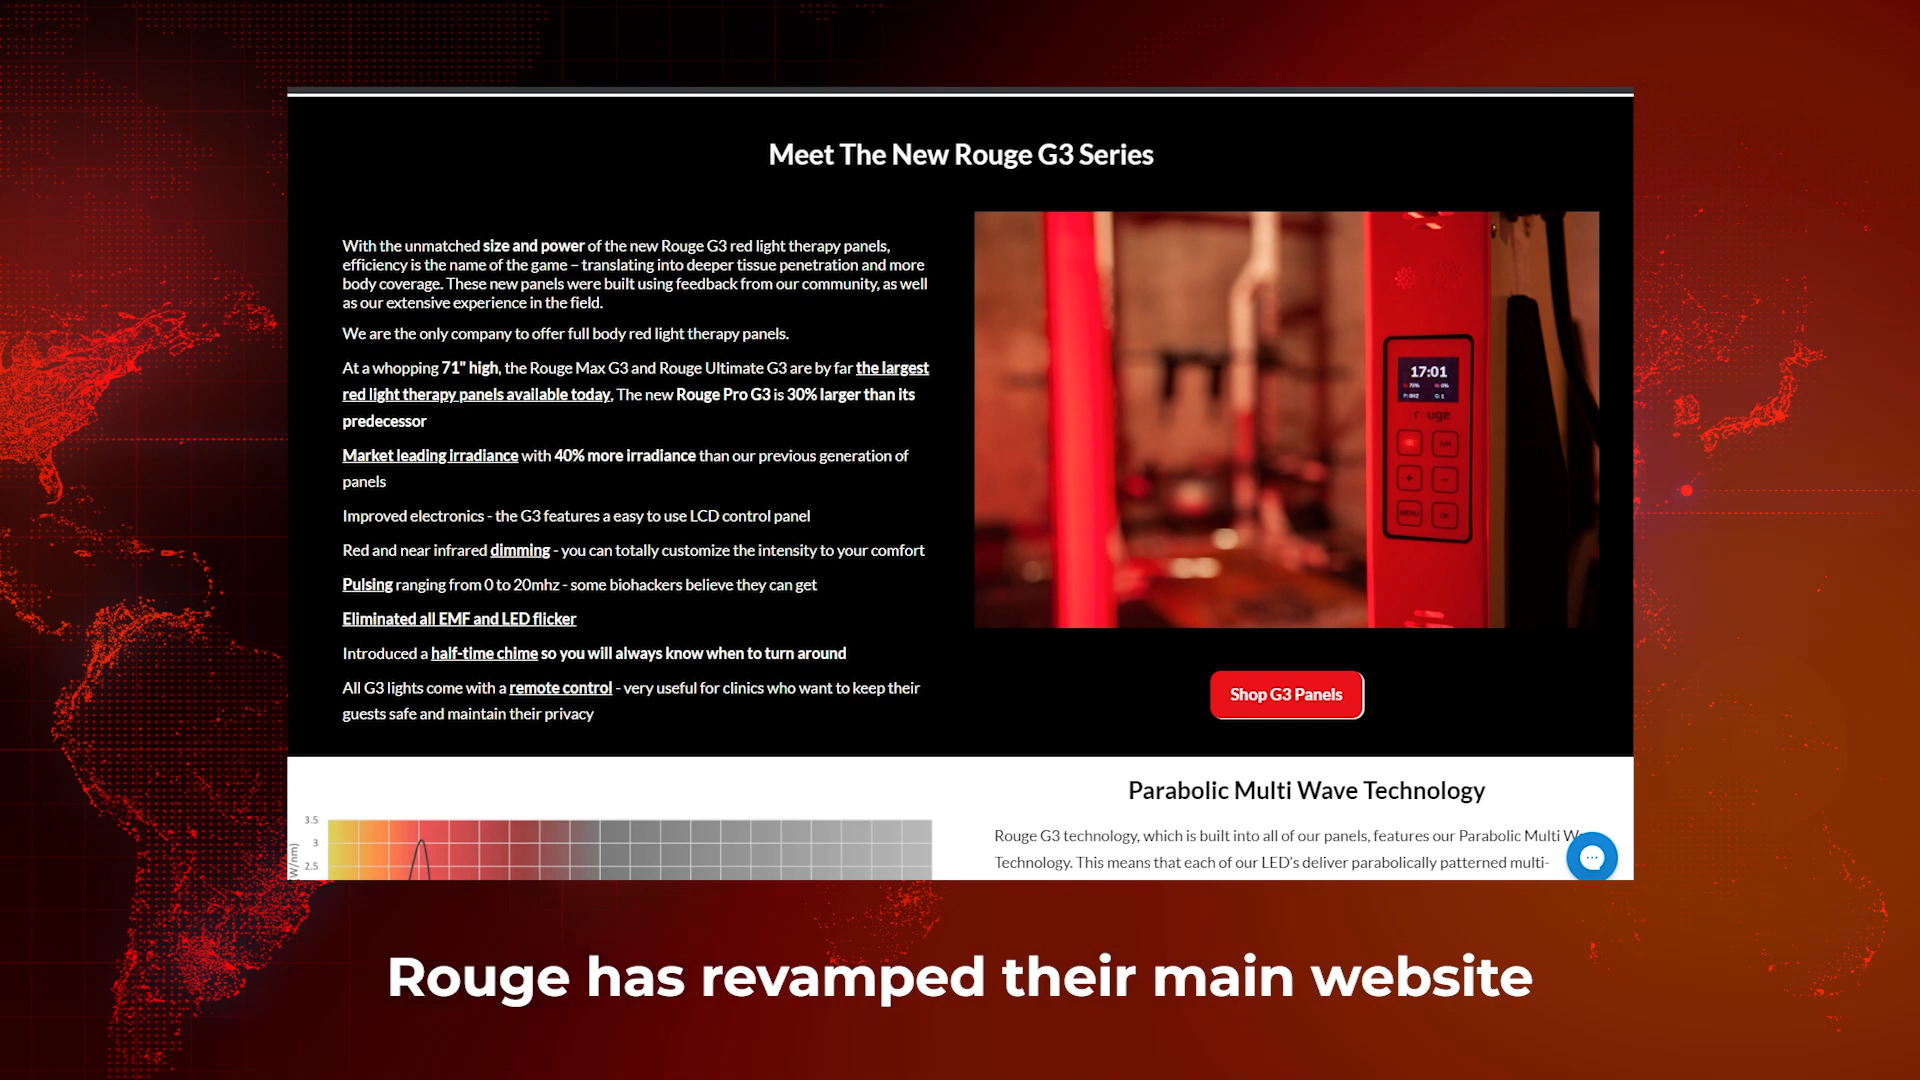 Meet The New Rouge G3 Series
With the unmatched size and power of the new Rouge G3 red light therapy panels,
efficiency is the name of the game – translating into deeper tissue penetration and more
body coverage. These new panels were built using feedback from our community, as well
as our extensive experience in the field.
We are the only company to offer full body red light therapy panels.
At a whopping 71" high, the Rouge Max G3 and Rouge Ultimate G3 are by far the largest
red light therapy panels available today. The new Rouge Pro G3 is 30% larger than its
predecessor
Market leading irradiance with 40% more irradiance than our previous generation of
panels
Improved electronics - the G3 features a easy to use LCD control panel
Red and near infrared dimming - you can totally customize the intensity to your comfort
Pulsing ranging from 0 to 20mhz - some biohackers believe they can get
Eliminated all EMF and LED flicker
Introduced a half-time chime so you will always know when to turn around
All G3 lights come with a remote control - very useful for clinics who want to keep their
guests safe and maintain their privacy
17:01
rouge
+
-
MENU
OK
Shop G3 Panels
3.5
3
2.5
W/nm)
Parabolic Multi Wave Technology
Rouge G3 technology, which is built into all of our panels, features our Parabolic Multi
Technology. This means that each of our LED's deliver parabolically patterned multi-
Rouge has revamped their main website